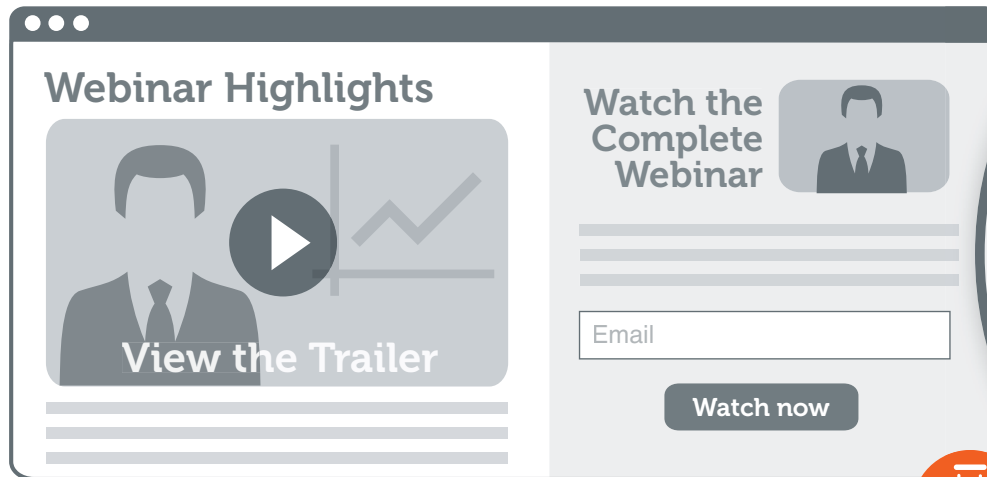 Webinar Highlights
View the Trailer
Watch the
Complete
Webinar
Email
Watch now